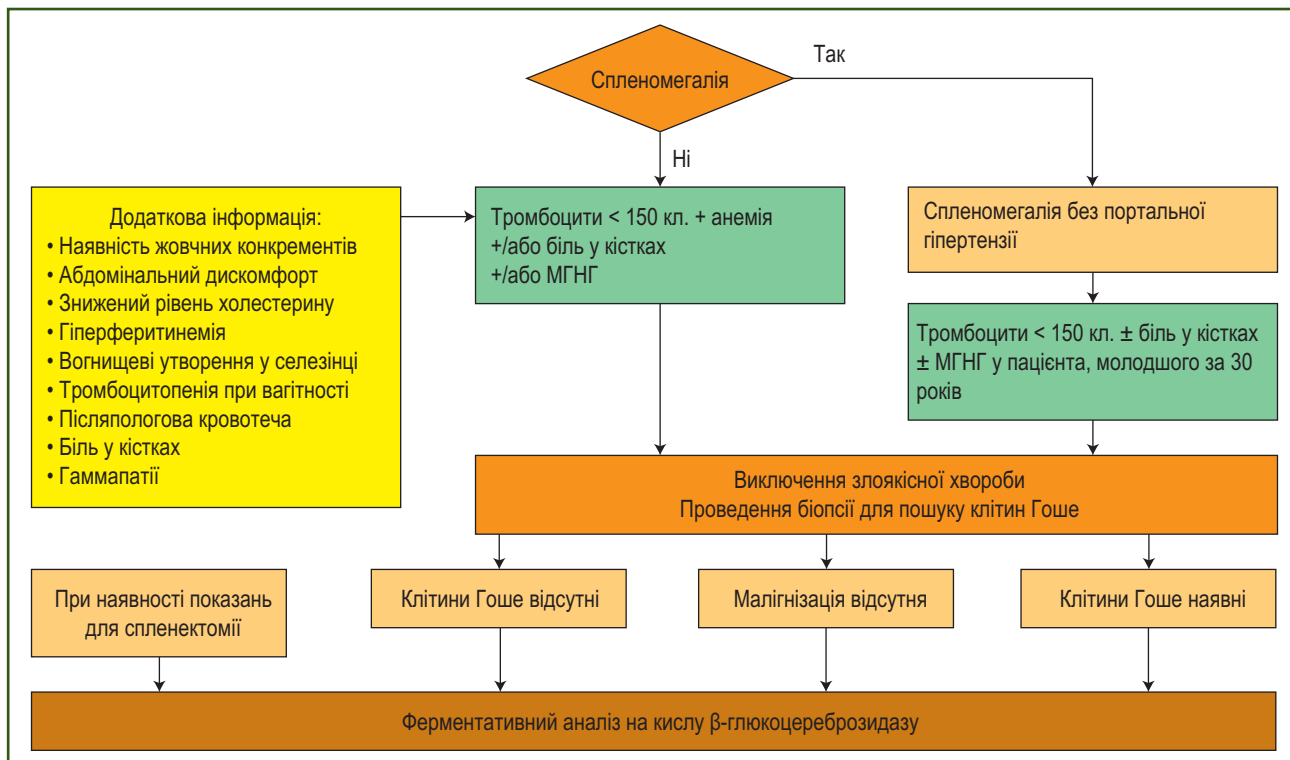 Спленомегалія
Так
Ні
Додаткова інформація:
• Наявність жовчних конкрементів
• Абдомінальний дискомфорт
• Знижений рівень холестерину
• Гіперферитинемія
• Вогнищеві утворення у селезінці
• Тромбоцитопенія при вагітності
• Післяпологова кровотеча
• Біль у кістках
• Гаммапатії
Тромбоцити < 150 кл. + анемія
+/або біль у кістках
+/або МГНГ
Спленомегалія без портальної
гіпертензії
Тромбоцити < 150 кл. ± біль у кістках
± МГНГ у пацієнта, молодшого за 30
років
Виключення злоякісної хвороби
Проведення біопсії для пошуку клітин Гоше
При наявності показань
для спленектомії
Клітини Гоше відсутні
Малігнізація відсутня
Клітини Гоше наявні
Ферментативний аналіз на кислу β-глюкоцереброзидазу